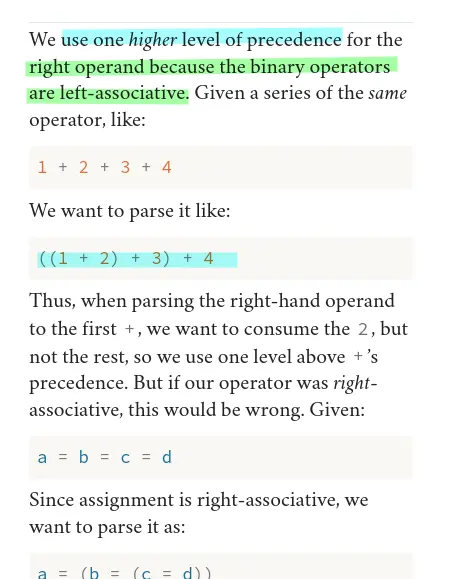 We use one higher level of precedence for the
right operand because the binary operators
are left-associative. Given a series of the same
operator, like:
1 + 2 + 3 + 4
We want to parse it like:
((1 + 2) + 3) + 4
Thus, when parsing the right-hand operand
to the first +, we want to consume the 2, but
not the rest, so we use one level above +’s
precedence. But if our operator was right-
associative, this would be wrong. Given:
a = b = c = d
Since assignment is right-associative, we
want to parse it as:
a = (b = (c = d))